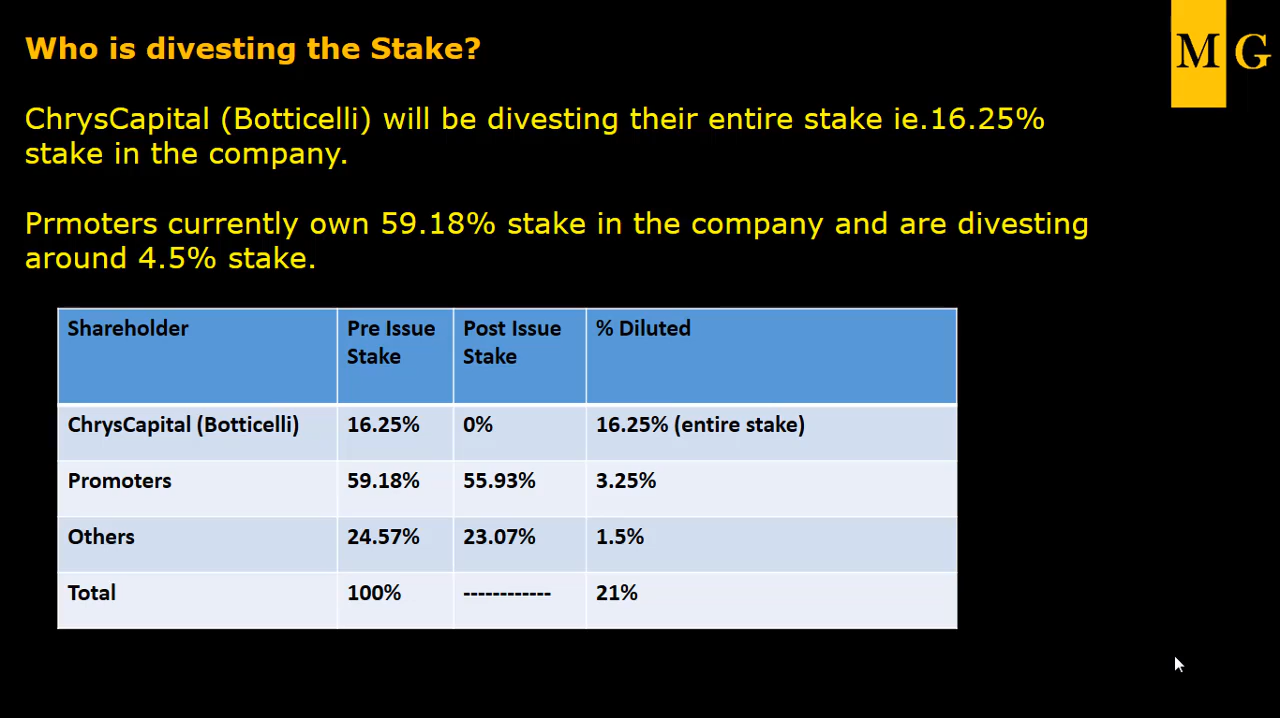 Who is divesting the Stake?
M G
ChrysCapital (Botticelli) will be divesting their entire stake ie.16.25%
stake in the company.
Prmoters currently own 59.18% stake in the company and are divesting
around 4.5% stake.
Shareholder Pre Issue Stake Post Issue Stake % Diluted
ChrysCapital (Botticelli) 16.25% 0% 16.25% (entire stake)
Promoters 59.18% 55.93% 3.25%
Others 24.57% 23.07% 1.5%
Total 100% ------------ 21%